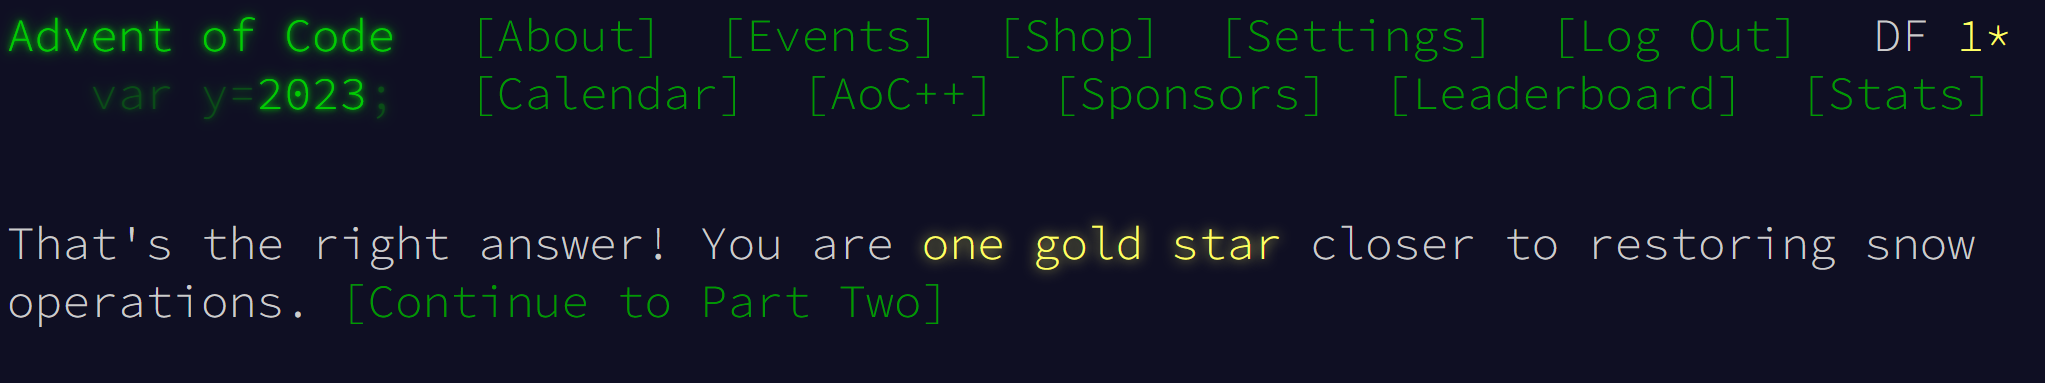 Advent of Code [About] [Events] [Shop] [Settings] [Log Out] DF 1*
var y=2023; [Calendar] [AoC++] [Sponsors] [Leaderboard] [Stats]
That's the right answer! You are one gold star closer to restoring snow
operations. [Continue to Part Two]